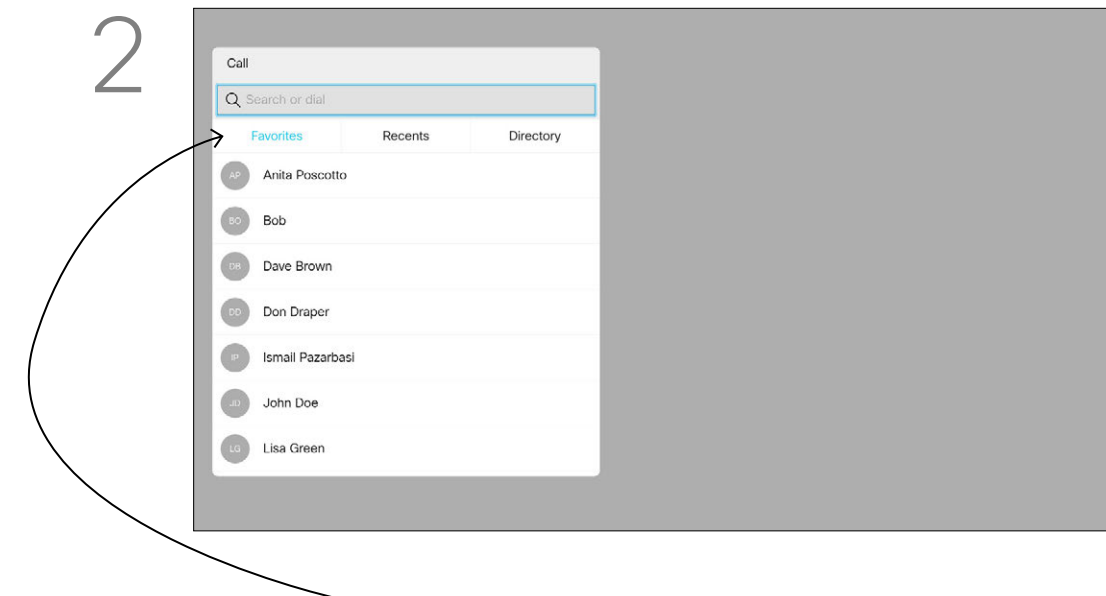 2
Call
Search or dial
Favorites Recents Directory
AP Anita Poscotto
BO Bob
DB Dave Brown
DD Don Draper
IP Ismail Pazarbasi
JD John Doe
LG Lisa Green